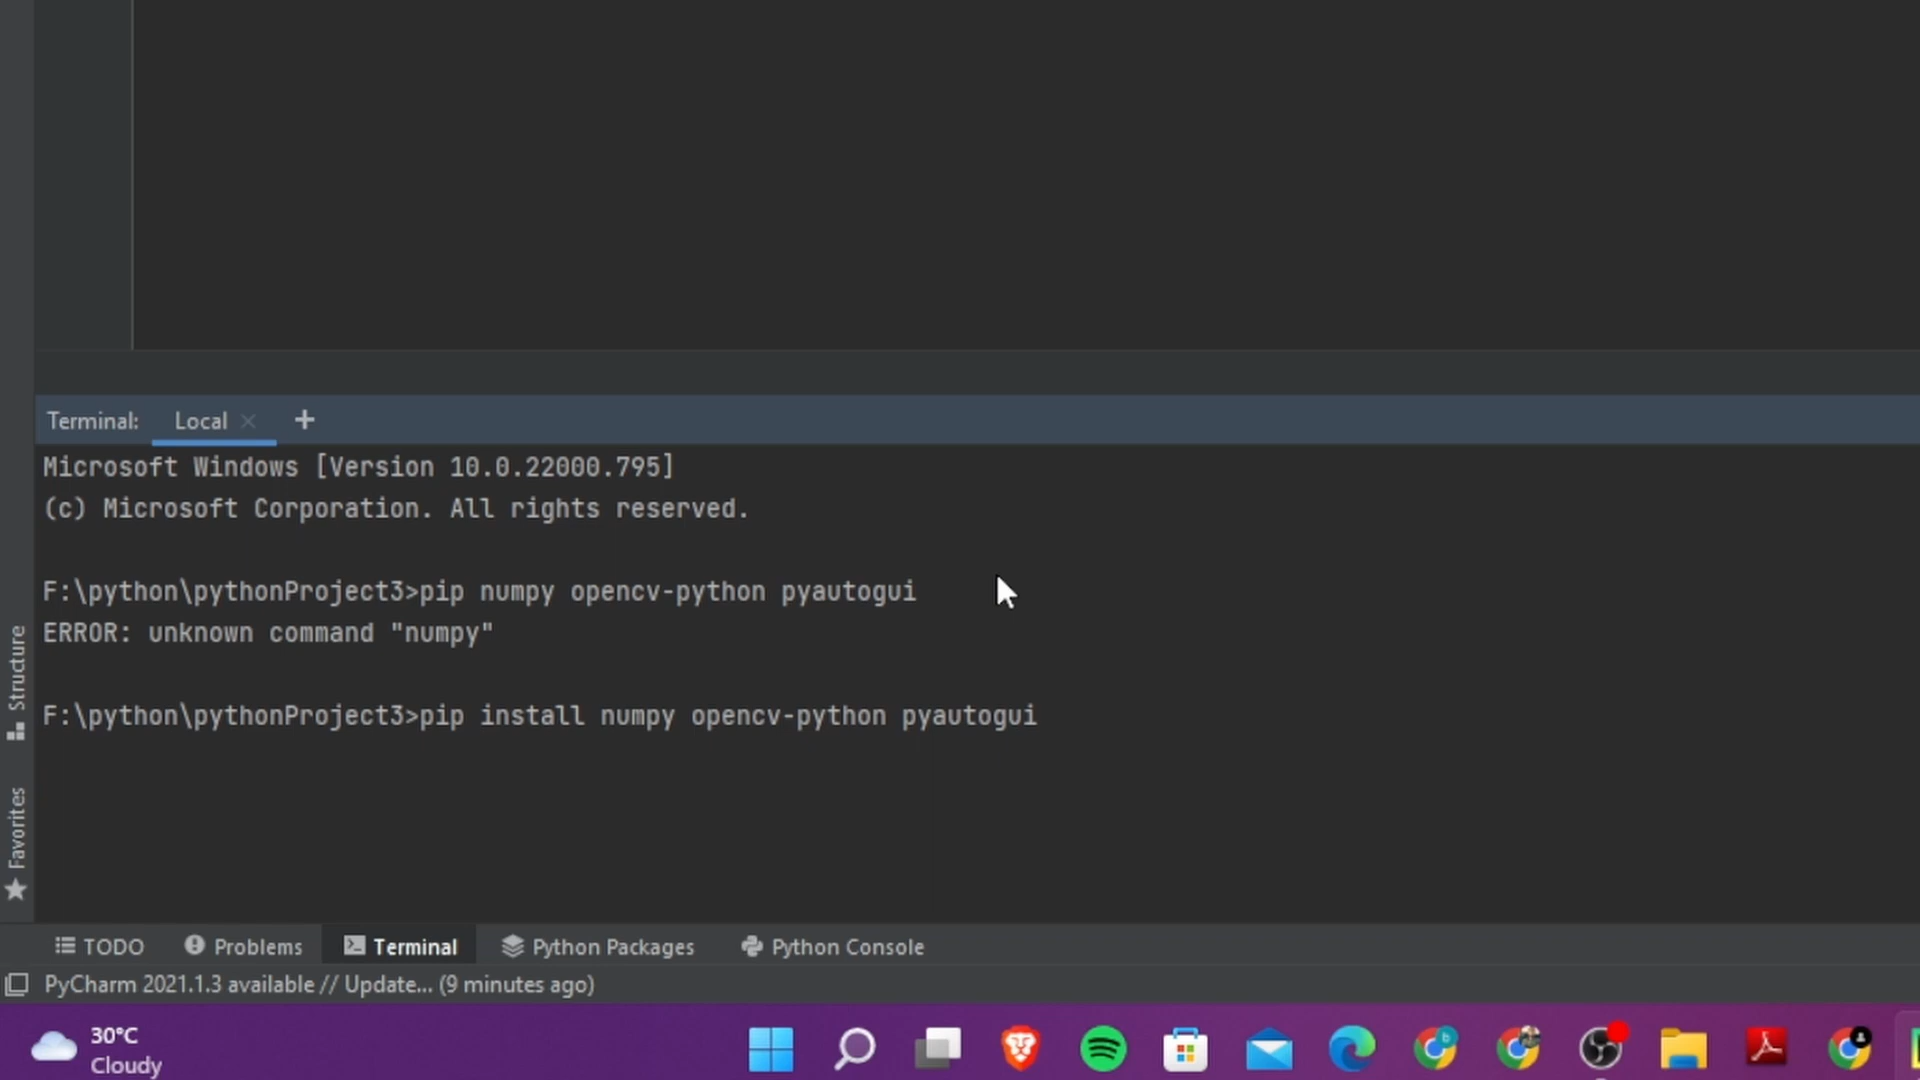 Terminal: Local × +
Microsoft Windows [Version 10.0.22000.795]
(c) Microsoft Corporation. All rights reserved.
F:\python\pythonProject3>pip numpy opencv-python pyautogui
ERROR: unknown command "numpy"
F:\python\pythonProject3>pip install numpy opencv-python pyautogui
Structure
Favorites
TODO Problems Terminal Python Packages Python Console
PyCharm 2021.1.3 available // Update... (9 minutes ago)
30°C
Cloudy